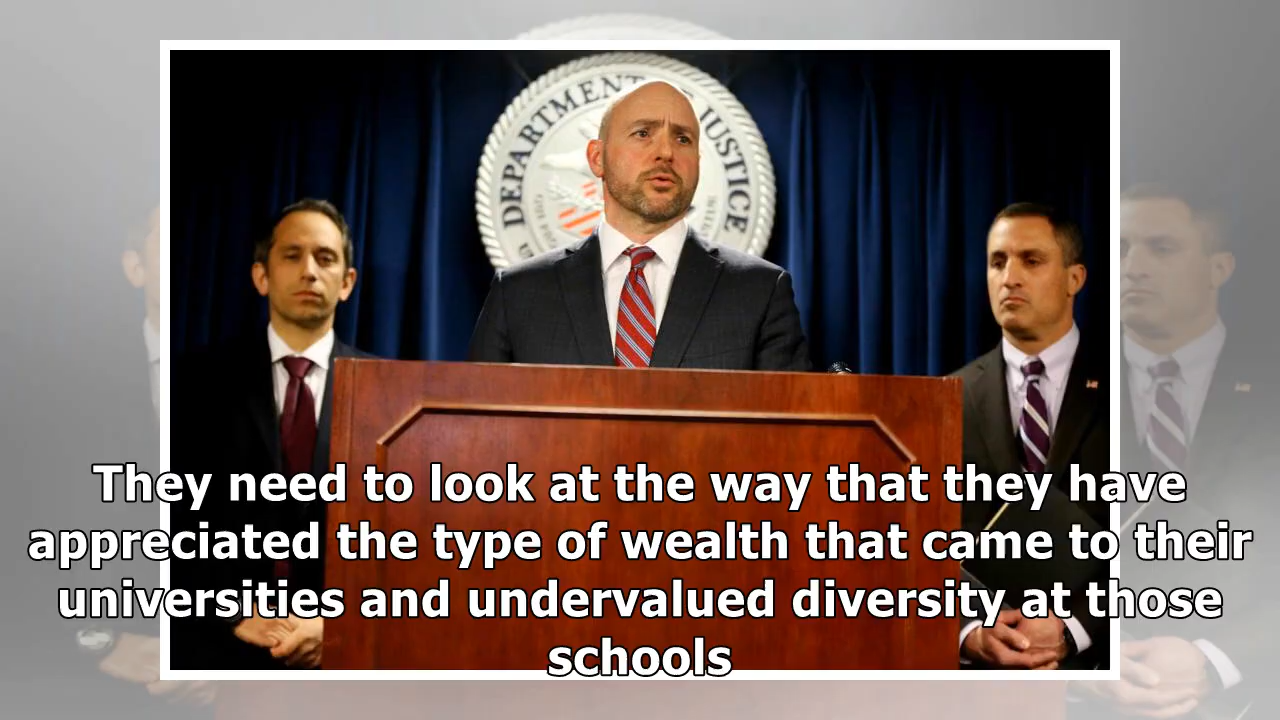 DEPARTMENT
JUSTICE
They need to look at the way that they have
appreciated the type of wealth that came to their
universities and undervalued diversity at those
schools